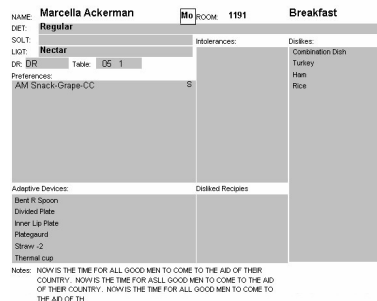 NAME: Marcella Ackerman Mo ROOM: 1191 Breakfast
DIET: Regular
SOLT: Intolerances: Dislikes:
LIQT: Nectar Combination Dish
DR: DR Table: 05 1 Turkey
Preferences: Ham
AM Snack-Grape-CC S Rice
Adaptive Devices: Disliked Recipies
Bent R Spoon
Divided Plate
Inner Lip Plate
Plategaurd
Straw -2
Thermal cup
Notes: NOW IS THE TIME FOR ALL GOOD MEN TO COME TO THE AID OF THEIR
COUNTRY. NOW IS THE TIME FOR ASLL GOOD MEN TO COME TO THE AID
OF THEIR COUNTRY. NOW IS THE TIME FOR ALL GOOD MEN TO COME TO
THE AID OF TH